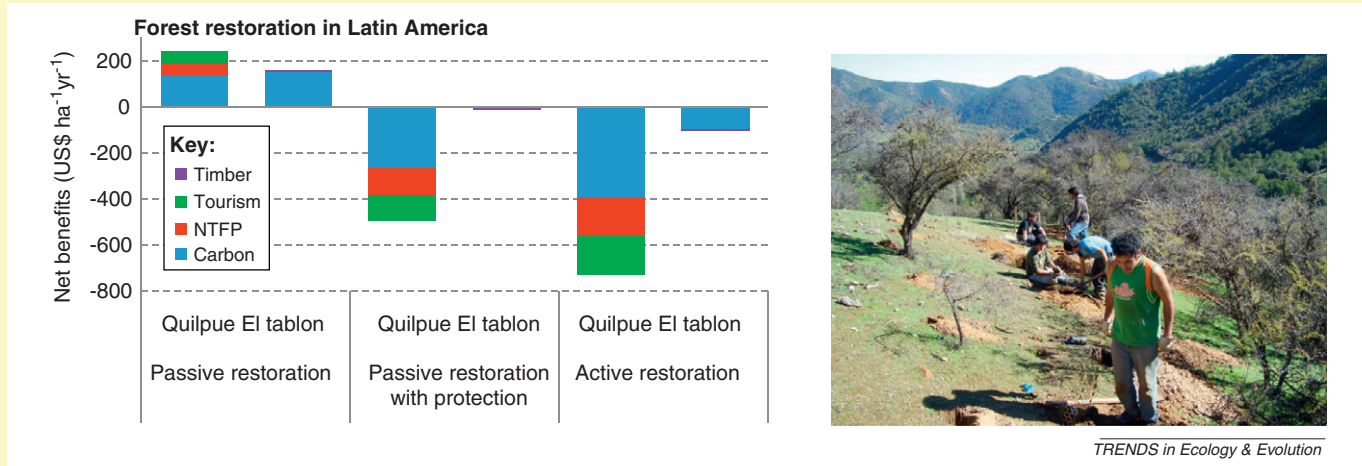 Forest restoration in Latin America
Net benefits (US$ ha⁻¹yr⁻¹)
200
0
-200
-400
-600
-800
Key:
Timber
Tourism
NTFP
Carbon
Quilpue El tablon
Quilpue El tablon
Quilpue El tablon
Passive restoration
Passive restoration
with protection
Active restoration
TRENDS in Ecology & Evolution